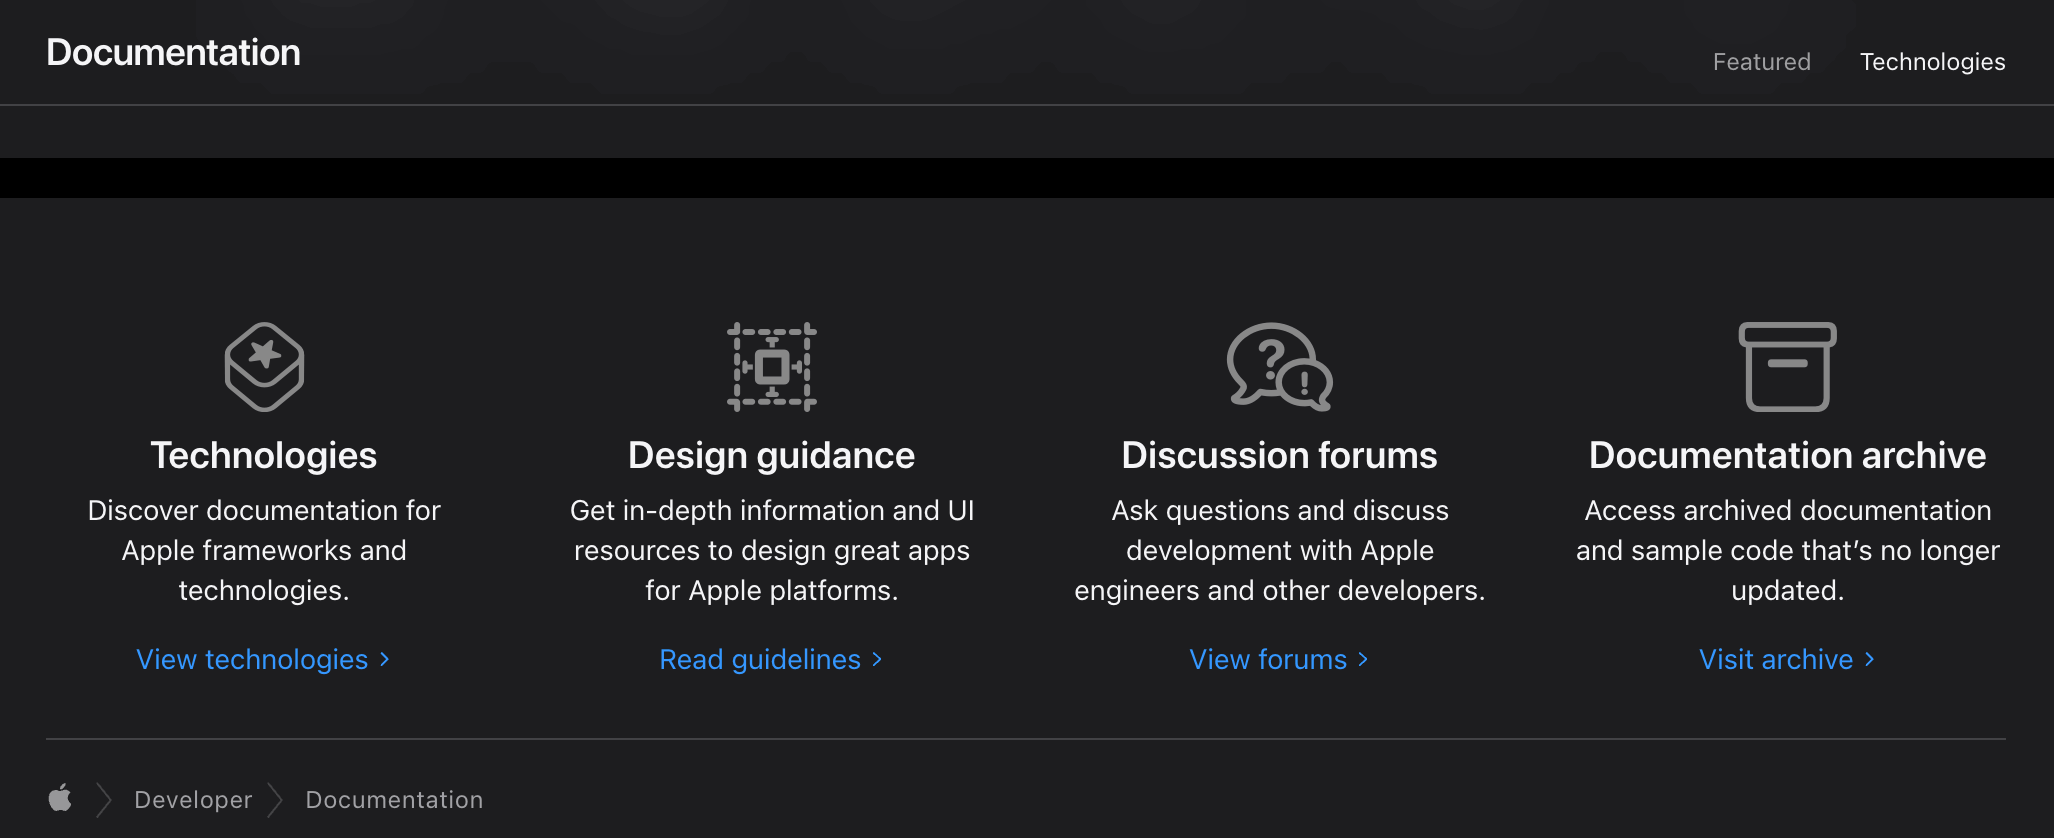 Documentation
Featured
Technologies
Technologies
Discover documentation for
Apple frameworks and
technologies.
View technologies
Design guidance
Get in-depth information and UI
resources to design great apps
for Apple platforms.
Read guidelines
Discussion forums
Ask questions and discuss
development with Apple
engineers and other developers.
View forums
Documentation archive
Access archived documentation
and sample code that’s no longer
updated.
Visit archive
Developer
Documentation